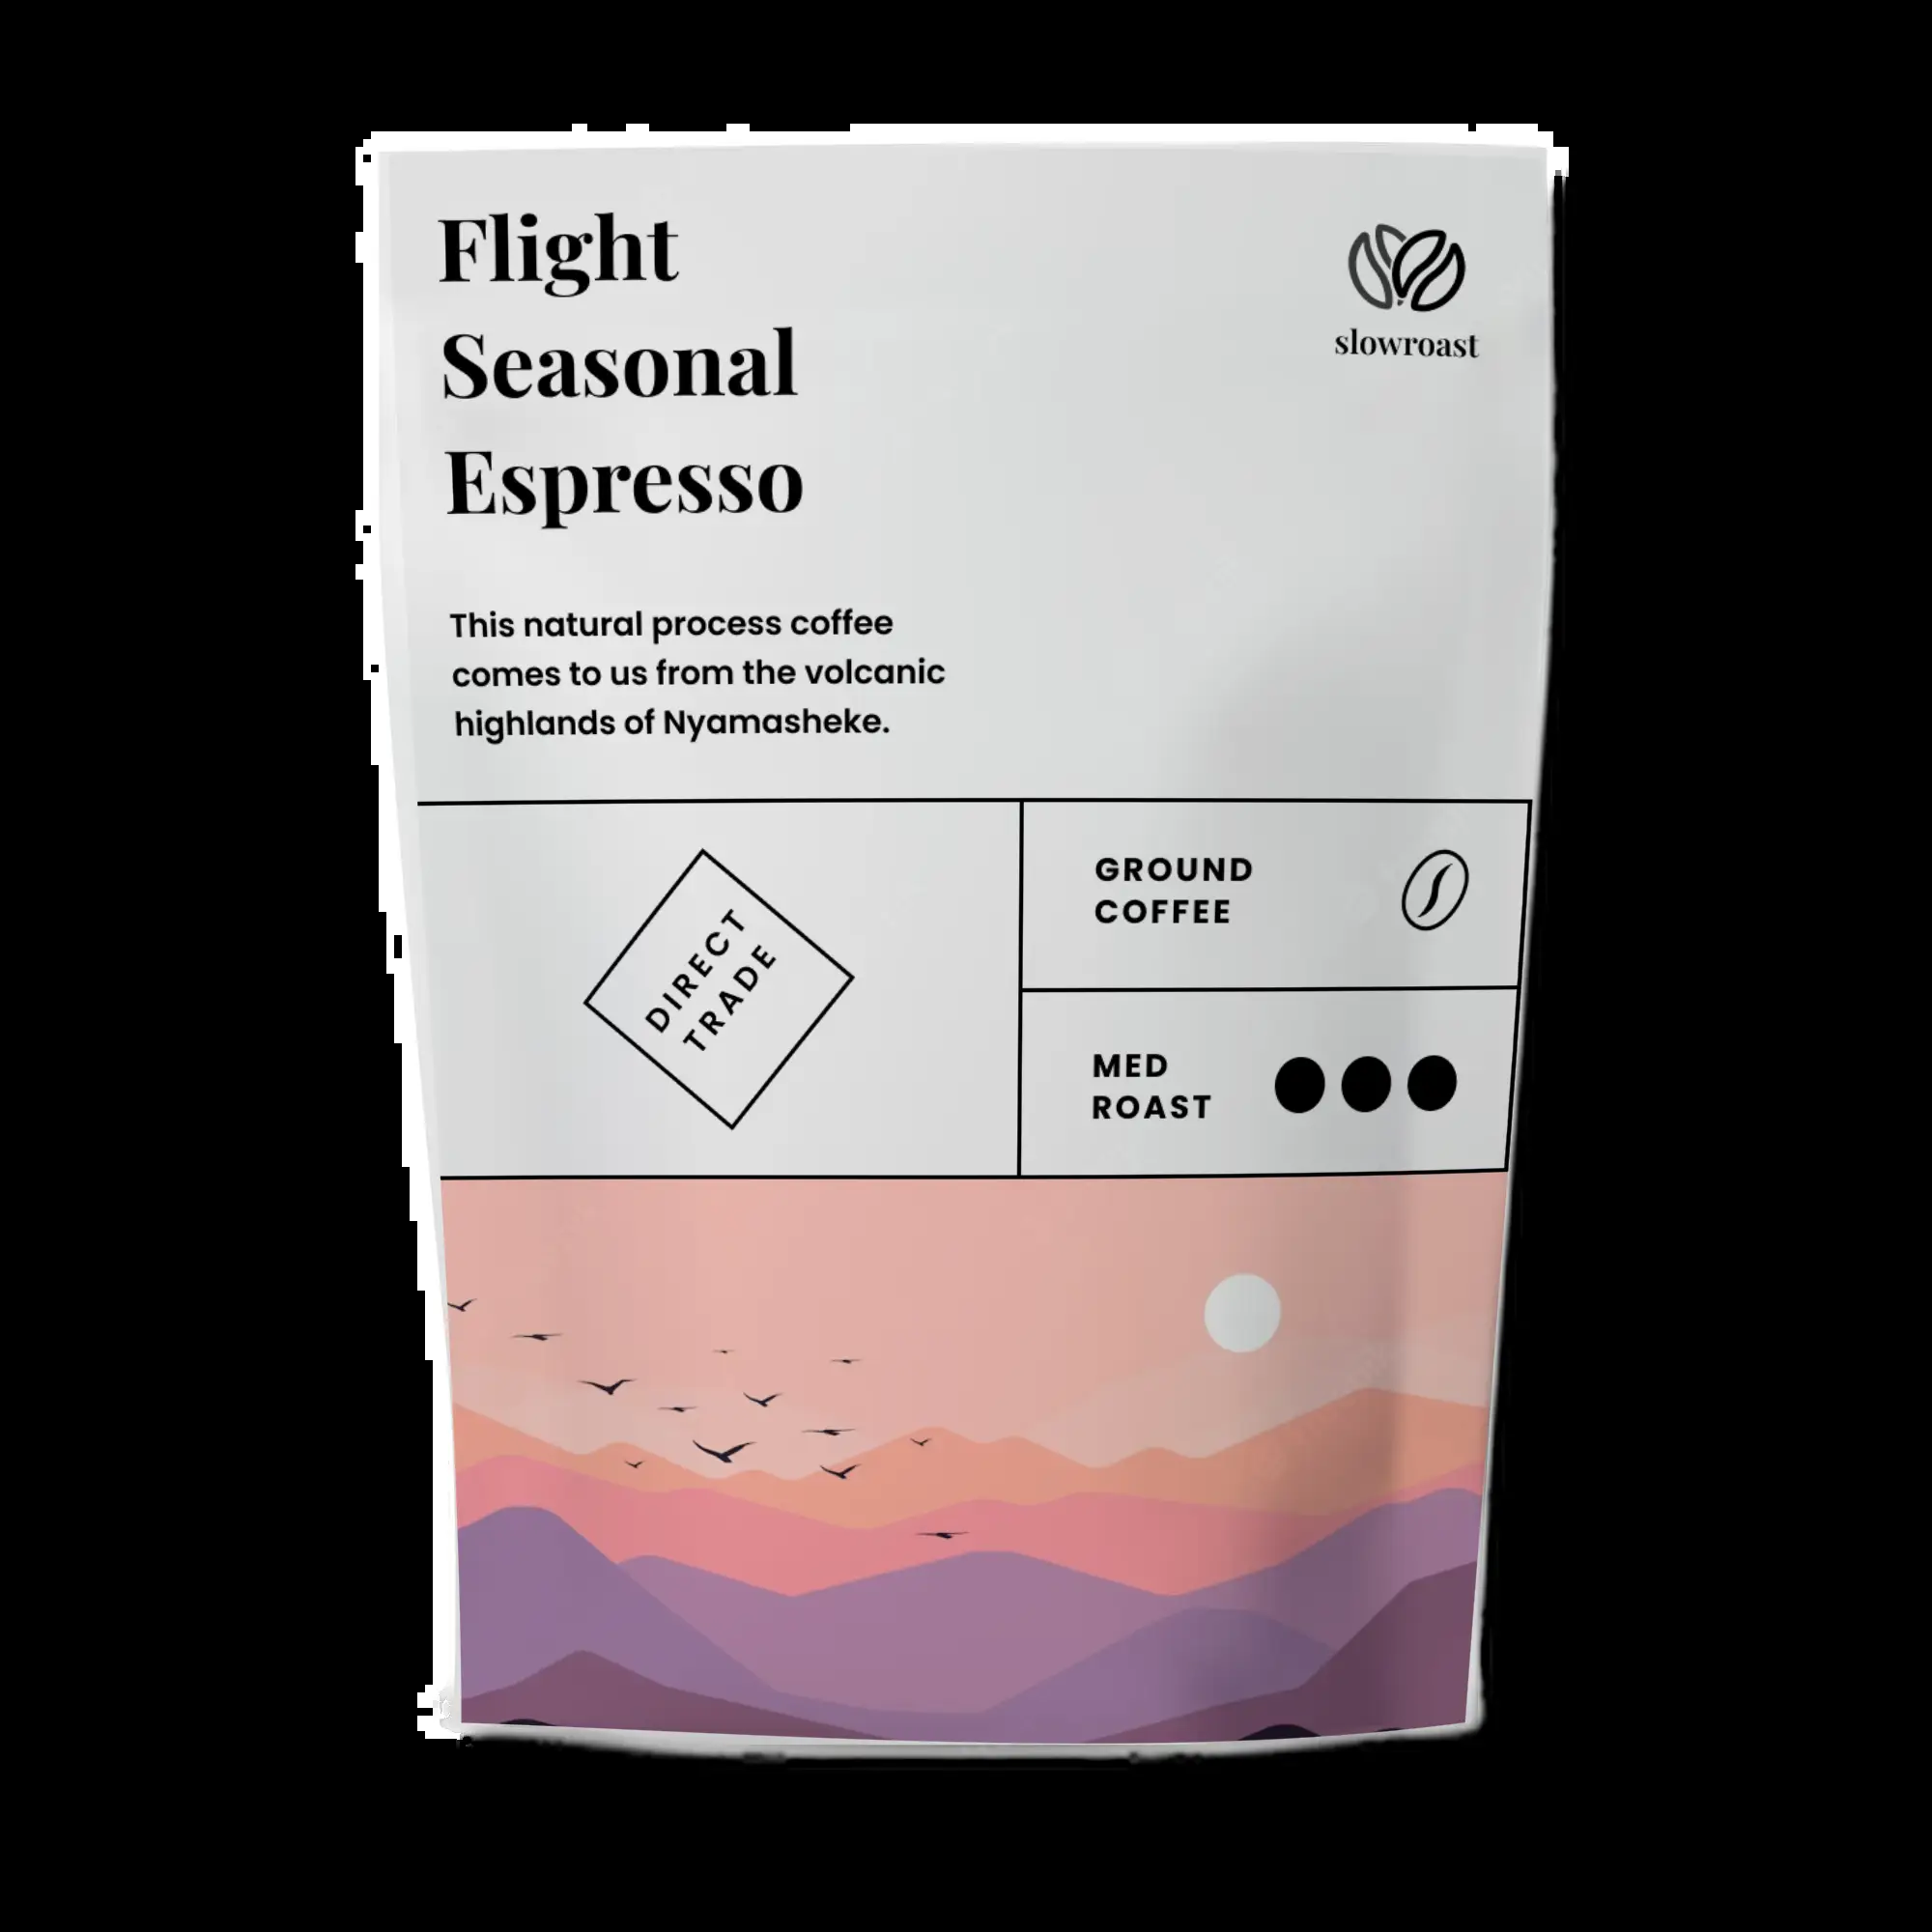 Flight
Seasonal
Espresso
slowroast
This natural process coffee
comes to us from the volcanic
highlands of Nyamasheke.
DIRECT
TRADE
GROUND
COFFEE
MED
ROAST